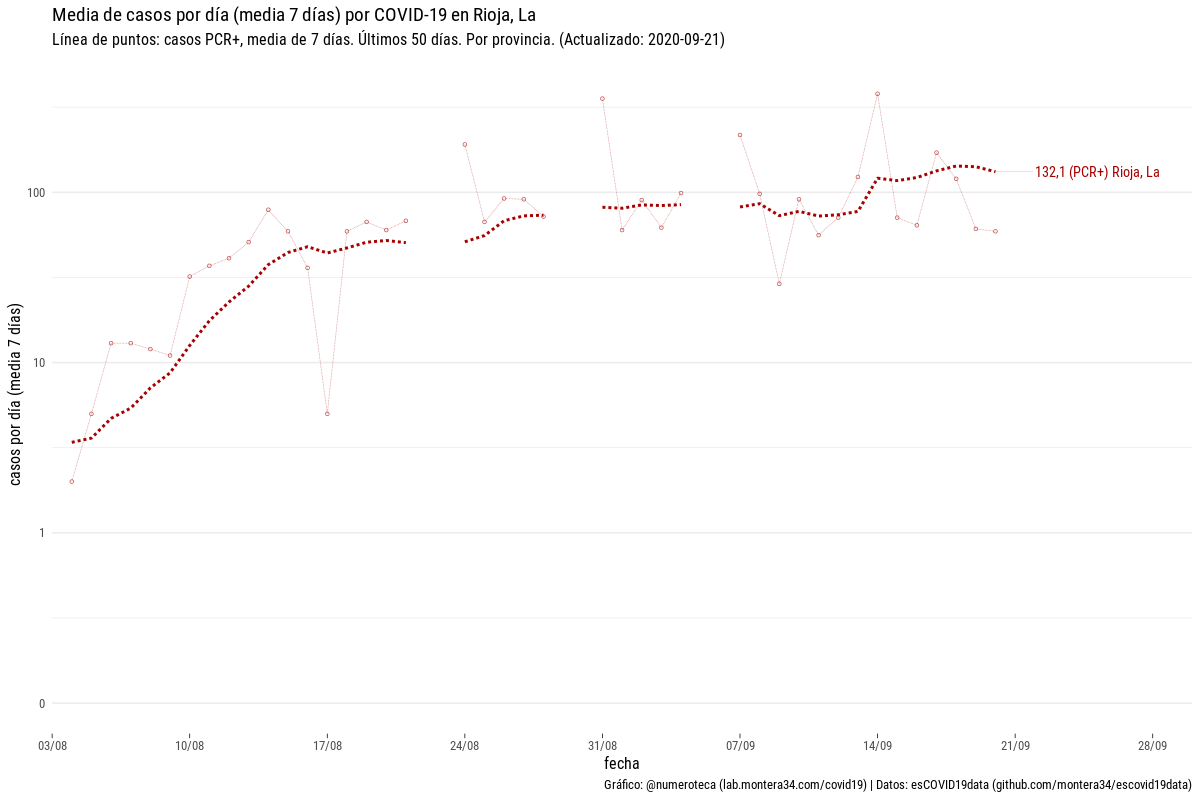 Media de casos por día (media 7 días) por COVID-19 en Rioja, La
Línea de puntos: casos PCR+, media de 7 días. Últimos 50 días. Por provincia. (Actualizado: 2020-09-21)
casos por día (media 7 días)
100
10
1
0
132,1 (PCR+) Rioja, La
03/08
10/08
17/08
24/08
31/08
07/09
14/09
21/09
28/09
fecha
Gráfico: @numeroteca (lab.montera34.com/covid19) | Datos: esCOVID19data (github.com/montera34/escovid19data)